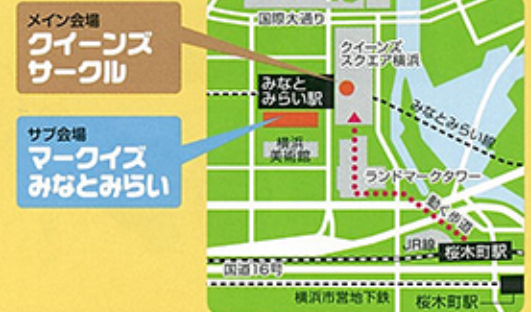 メイン会場
クイーンズ
サークル
サブ会場
マークイズ
みなとみらい
国際大通り
クイーンズ
スクエア横浜
みなと
みらい駅
みなとみらい線
横浜
美術館
ランドマークタワー
動く歩道
JR線
桜木町駅
国道16号
横浜市営地下鉄
桜木町駅